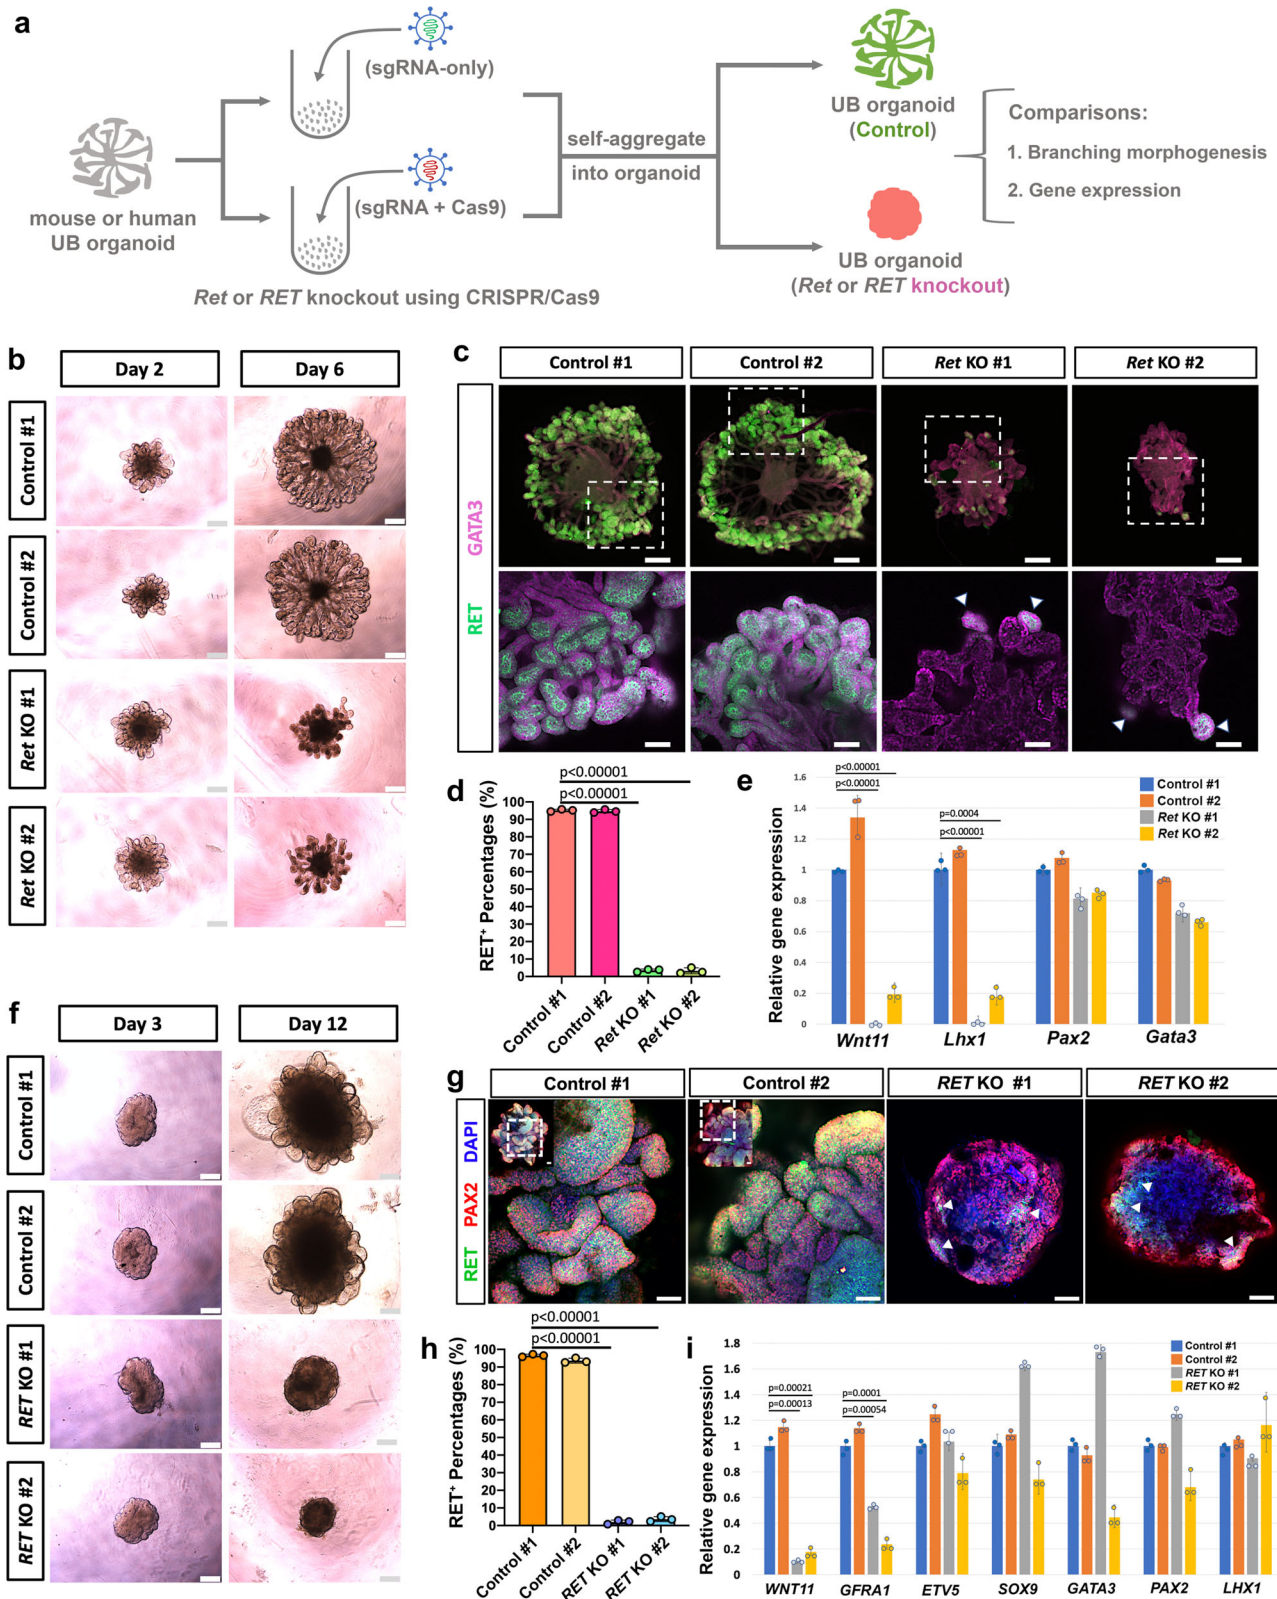 a
(sgRNA-only)
mouse or human
UB organoid
(sgRNA + Cas9)
Ret or RET knockout using CRISPR/Cas9
self-aggregate
into organoid
UB organoid
(Control)
UB organoid
(Ret or RET knockout)
Comparisons:
1. Branching morphogenesis
2. Gene expression
b
Day 2
Day 6
Control #1
Control #2
Ret KO #1
Ret KO #2
c
Control #1
Control #2
Ret KO #1
Ret KO #2
RET GATA3
d
p<0.00001
p<0.00001
RET+ Percentages (%)
100
90
80
70
60
50
40
30
20
10
0
Control #1
Control #2
Ret KO #1
Ret KO #2
e
p<0.00001
p<0.00001
p=0.0004
p<0.00001
Control #1
Control #2
Ret KO #1
Ret KO #2
Relative gene expression
1.6
1.4
1.2
1
0.8
0.6
0.4
0.2
0
Wnt11
Lhx1
Pax2
Gata3
f
Day 3
Day 12
Control #1
Control #2
RET KO #1
RET KO #2
g
Control #1
Control #2
RET KO #1
RET KO #2
RET PAX2 DAPI
h
p<0.00001
p<0.00001
RET+ Percentages (%)
100
90
80
70
60
50
40
30
20
10
0
Control #1
Control #2
RET KO #1
RET KO #2
i
p=0.00021
p=0.00013
p=0.0001
p=0.00054
Control #1
Control #2
RET KO #1
RET KO #2
Relative gene expression
1.8
1.6
1.4
1.2
1
0.8
0.6
0.4
0.2
0
WNT11
GFRA1
ETV5
SOX9
GATA3
PAX2
LHX1